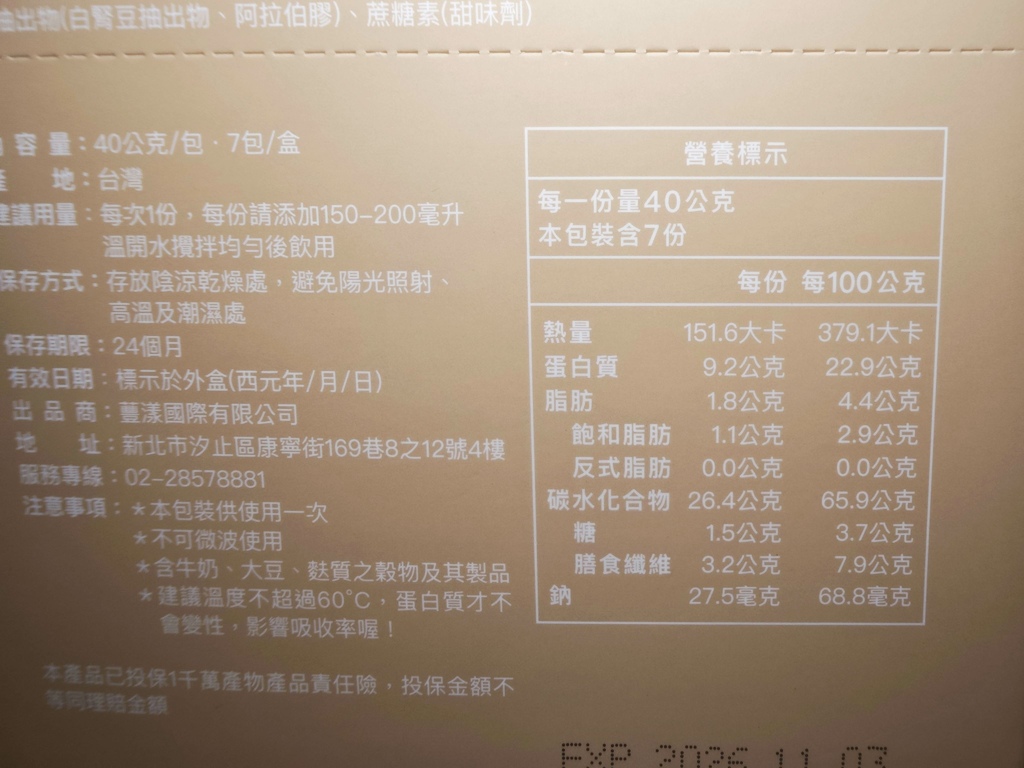 抽出物(白腎豆抽出物、阿拉伯膠)、蔗糖素(甜味劑)
容量：40公克/包．7包/盒
地：台灣
建議用量：每次1份，每份請添加150-200毫升
溫開水攪拌均勻後飲用
保存方式：存放陰涼乾燥處，避免陽光照射、
高溫及潮濕處
保存期限：24個月
有效日期：標示於外盒(西元年/月/日)
出品商：豐漾國際有限公司
地址：新北市汐止區康寧街169巷8之12號4樓
服務專線：02-28578881
注意事項：*本包裝供使用一次
*不可微波使用
*含牛奶、大豆、麩質之穀物及其製品
*建議溫度不超過60°C，蛋白質才不
會變性，影響吸收率喔！
本產品已投保1千萬產物產品責任險，投保金額不
等同理賠金額
營養標示
每一份量40公克
本包裝含7份
每份 每100公克
熱量 151.6大卡 379.1大卡
蛋白質 9.2公克 22.9公克
脂肪 1.8公克 4.4公克
飽和脂肪 1.1公克 2.9公克
反式脂肪 0.0公克 0.0公克
碳水化合物 26.4公克 65.9公克
糖 1.5公克 3.7公克
膳食纖維 3.2公克 7.9公克
鈉 27.5毫克 68.8毫克
EXP 2026.11.03